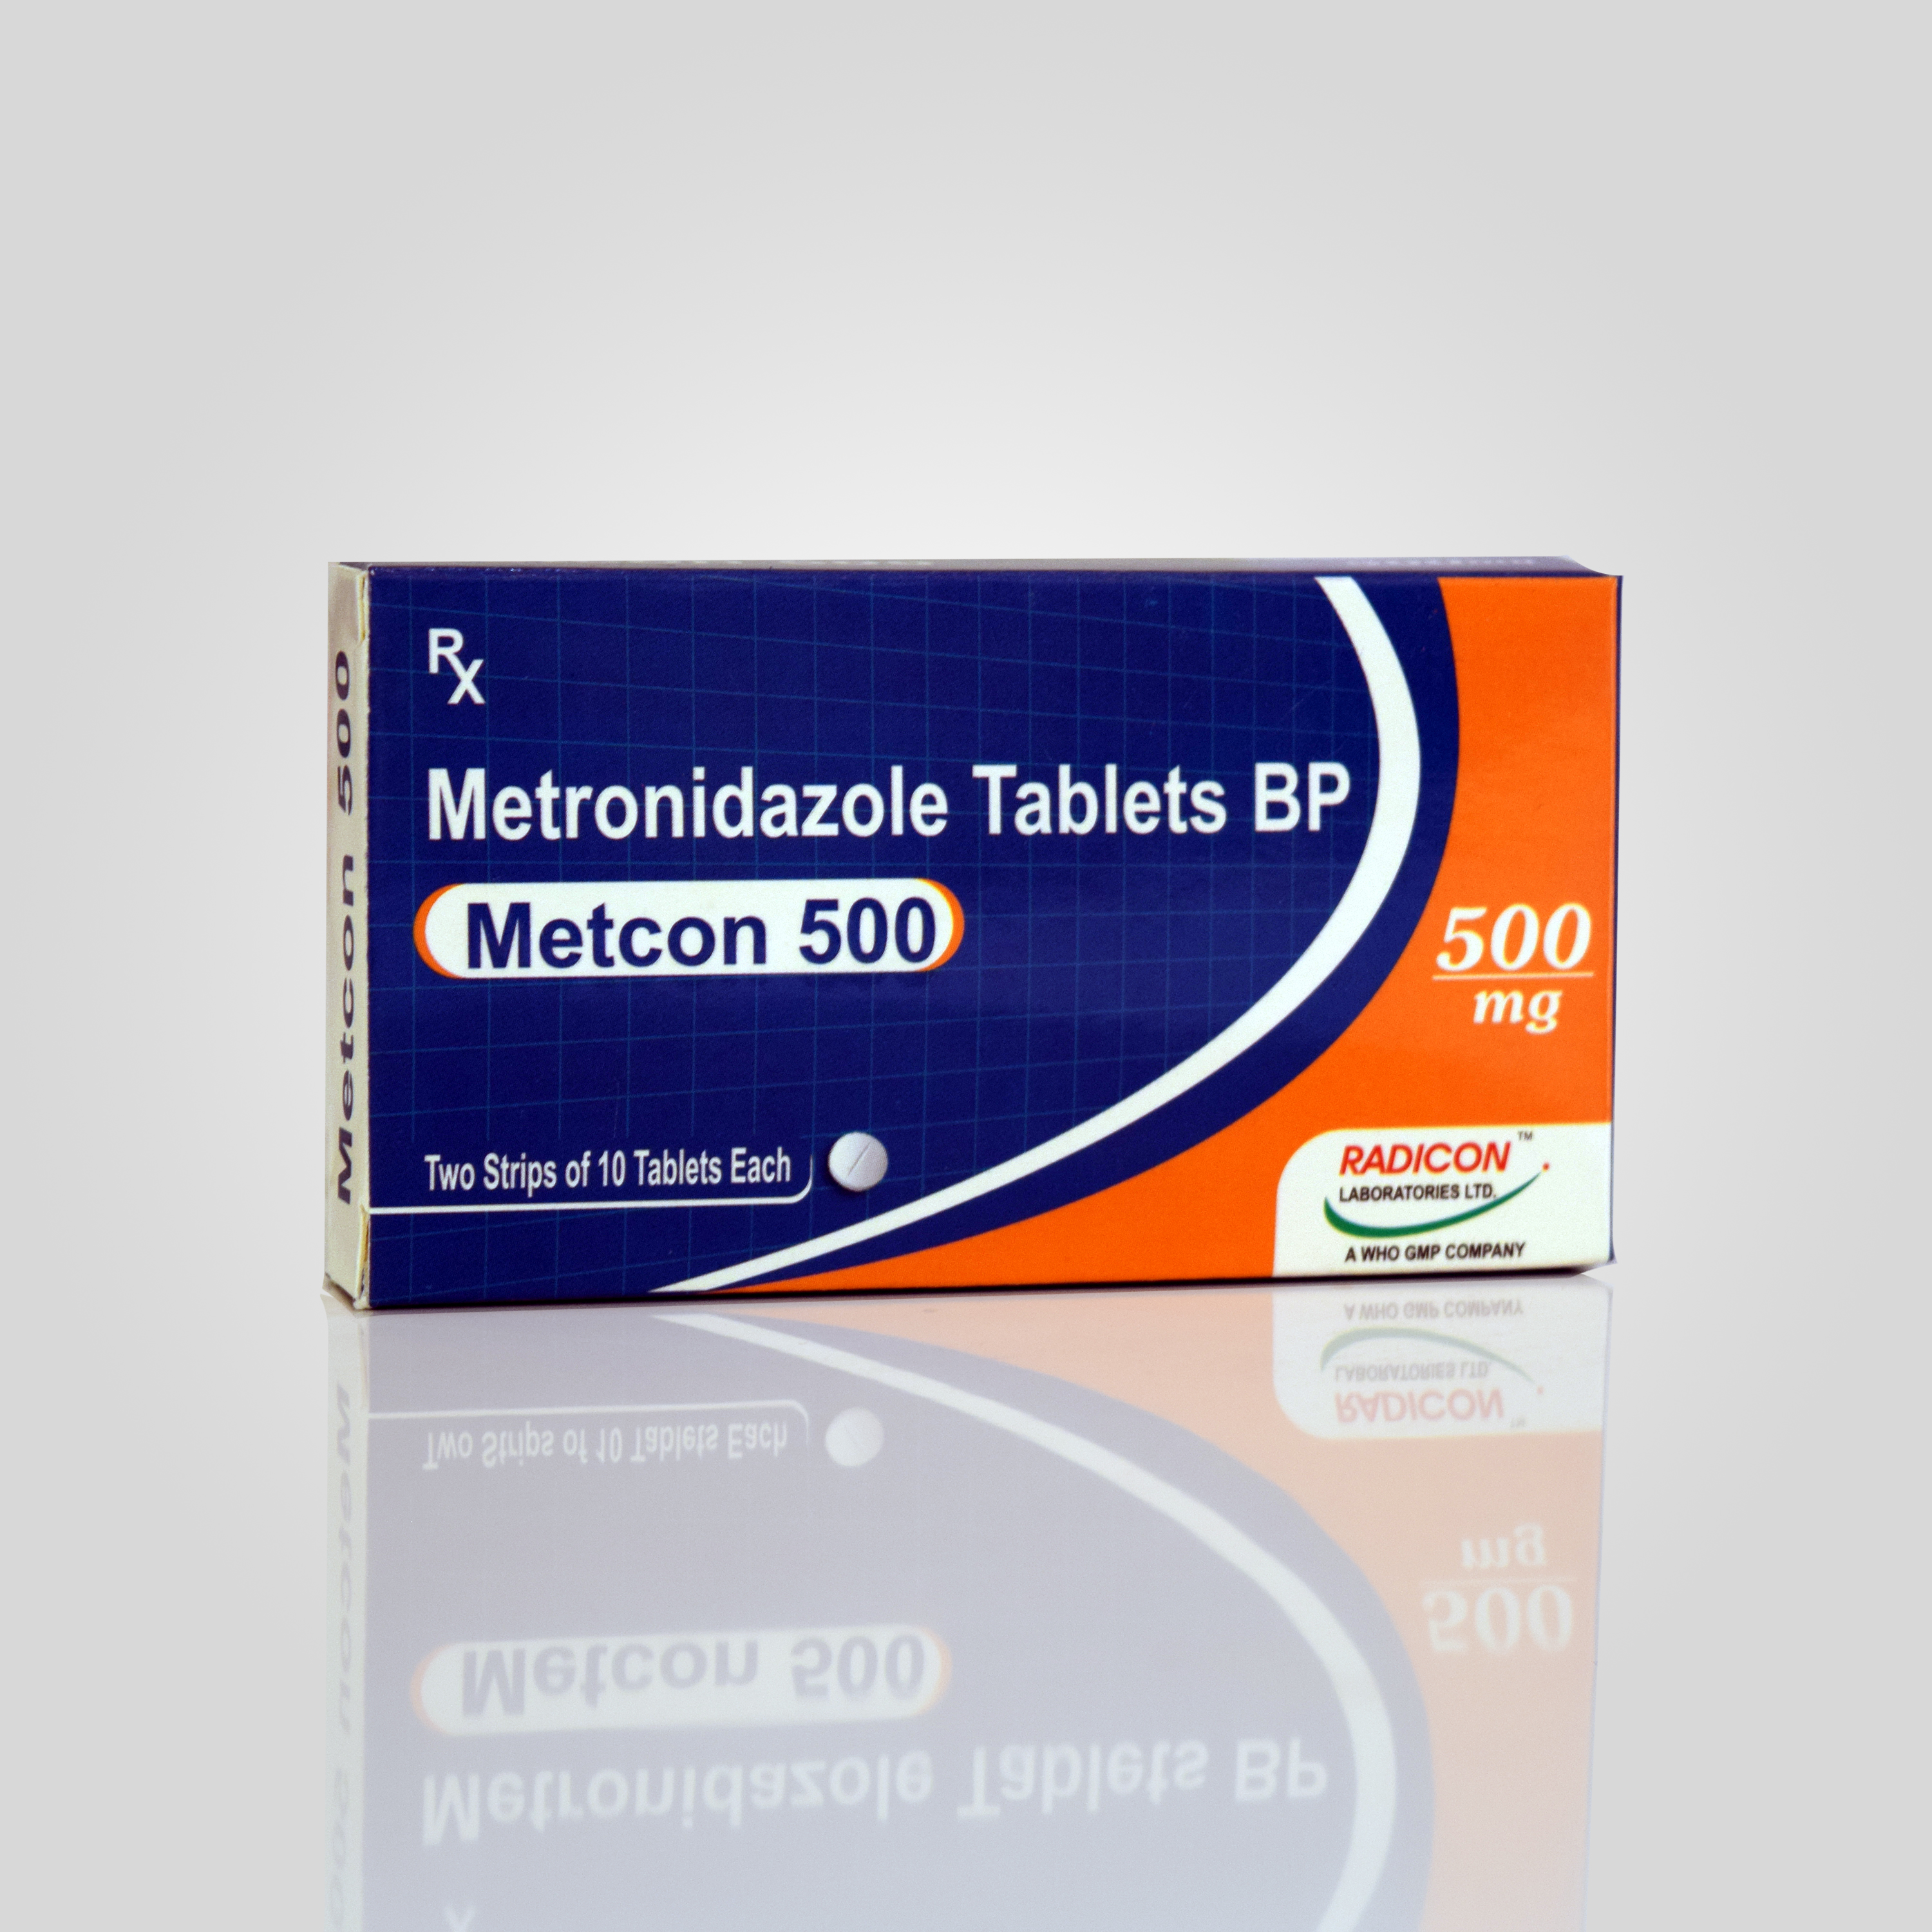 Rx
Metronidazole Tablets BP
Metcon 500
500
mg
Two Strips of 10 Tablets Each
RADICON™
LABORATORIES LTD.
A WHO GMP COMPANY
Metcon 500